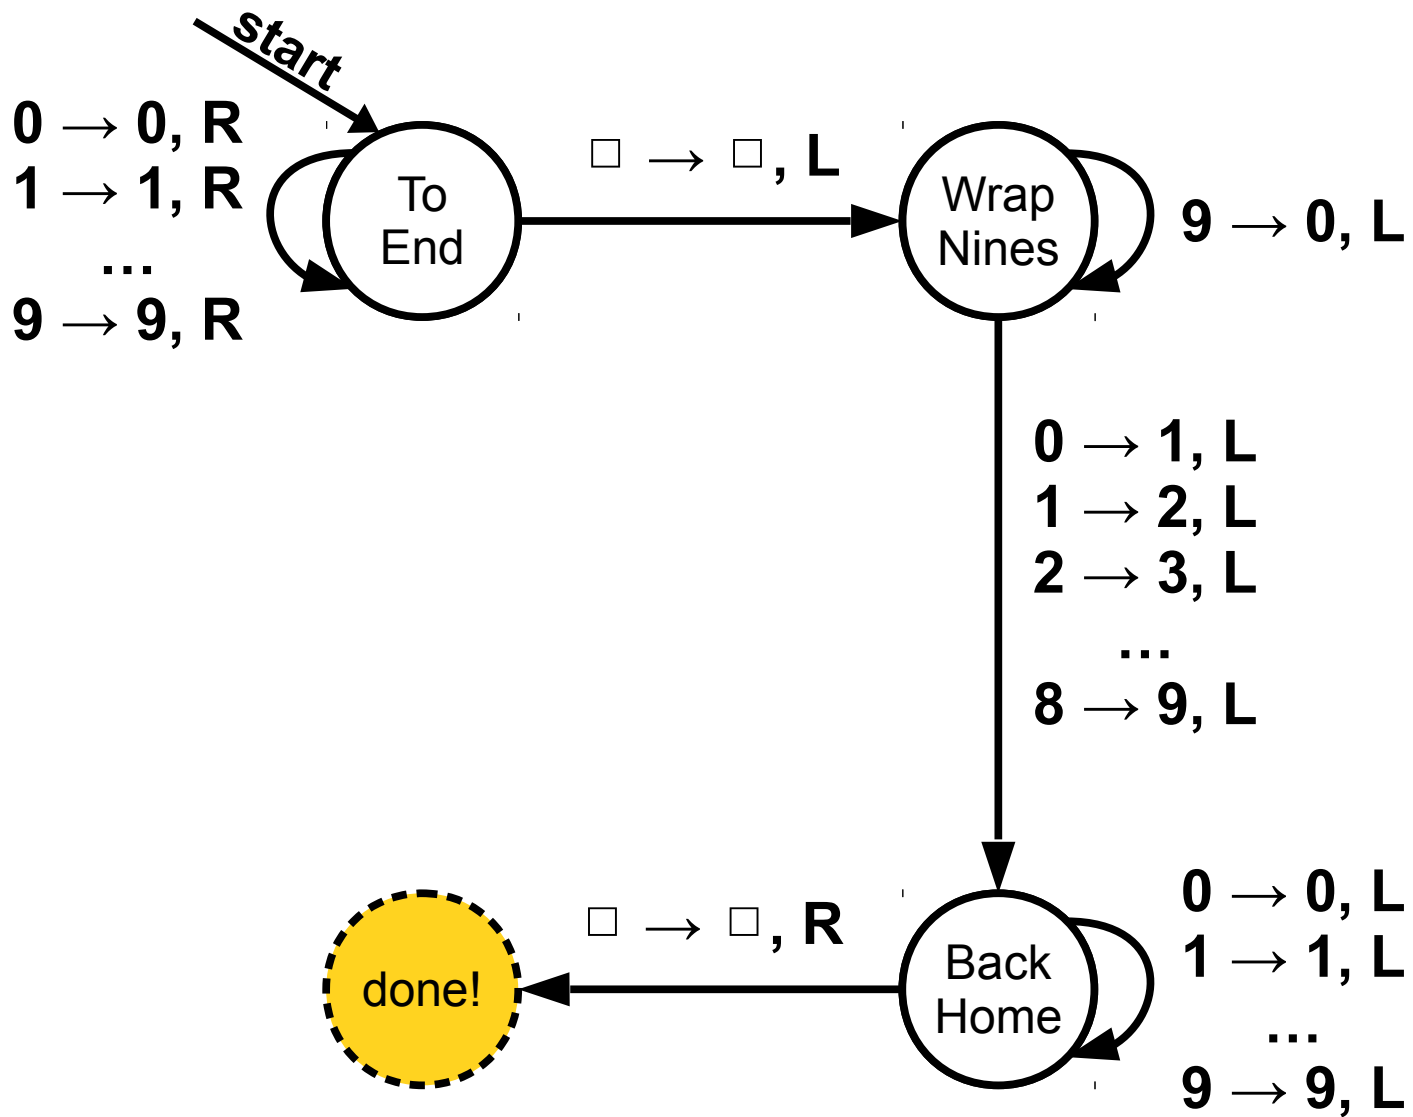 start
0 → 0, R
1 → 1, R
...
9 → 9, R
To
End
□ → □, L
Wrap
Nines
9 → 0, L
0 → 1, L
1 → 2, L
2 → 3, L
...
8 → 9, L
done!
□ → □, R
Back
Home
0 → 0, L
1 → 1, L
...
9 → 9, L